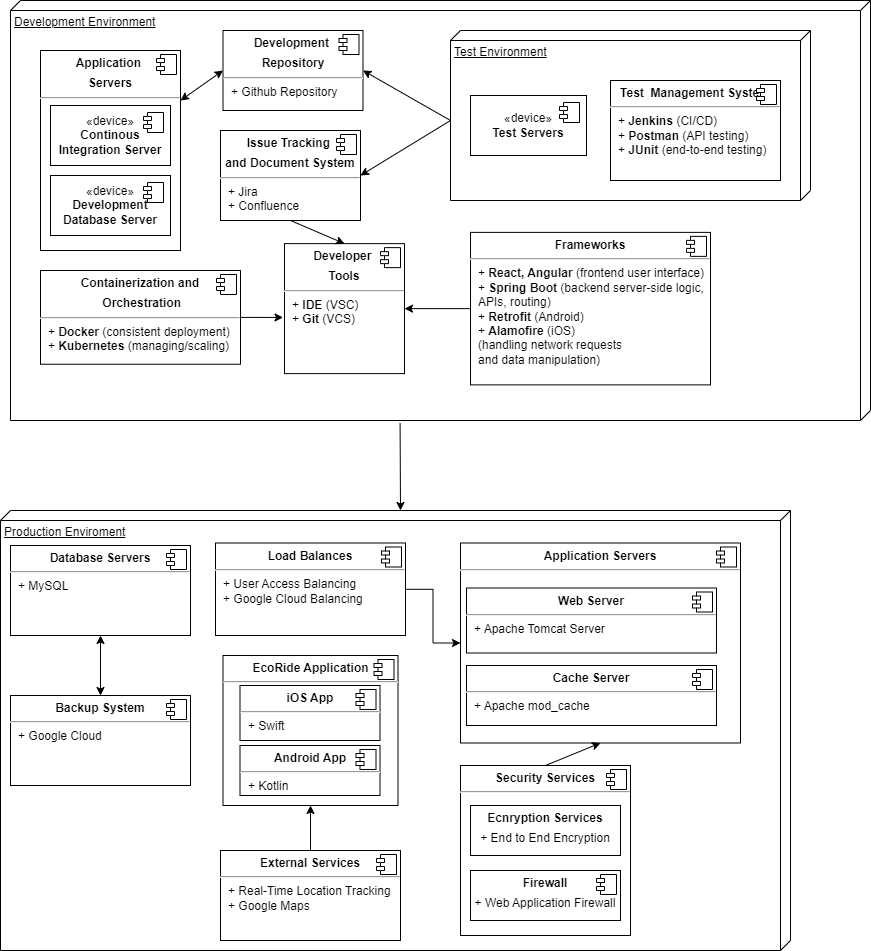 Development Environment
Application
Servers
«device»
Continous
Integration Server
«device»
Development
Database Server
Development
Repository
+ Github Repository
Issue Tracking
and Document System
+ Jira
+ Confluence
Test Environment
«device»
Test Servers
Test Management System
+ Jenkins (CI/CD)
+ Postman (API testing)
+ JUnit (end-to-end testing)
Containerization and
Orchestration
+ Docker (consistent deployment)
+ Kubernetes (managing/scaling)
Developer
Tools
+ IDE (VSC)
+ Git (VCS)
Frameworks
+ React, Angular (frontend user interface)
+ Spring Boot (backend server-side logic,
APIs, routing)
+ Retrofit (Android)
+ Alamofire (iOS)
(handling network requests
and data manipulation)
Production Enviroment
Database Servers
+ MySQL
Backup System
+ Google Cloud
Load Balances
+ User Access Balancing
+ Google Cloud Balancing
EcoRide Application
iOS App
+ Swift
Android App
+ Kotlin
External Services
+ Real-Time Location Tracking
+ Google Maps
Application Servers
Web Server
+ Apache Tomcat Server
Cache Server
+ Apache mod_cache
Security Services
Ecnryption Services
+ End to End Encryption
Firewall
+ Web Application Firewall